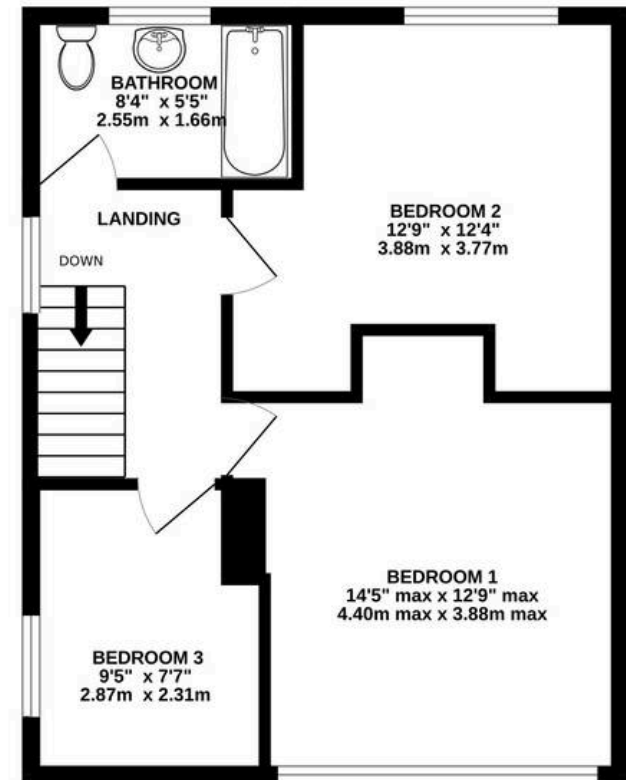 BATHROOM
8'4" x 5'5"
2.55m x 1.66m
LANDING
DOWN
BEDROOM 2
12'9" x 12'4"
3.88m x 3.77m
BEDROOM 1
14'5" max x 12'9" max
4.40m max x 3.88m max
BEDROOM 3
9'5" x 7'7"
2.87m x 2.31m